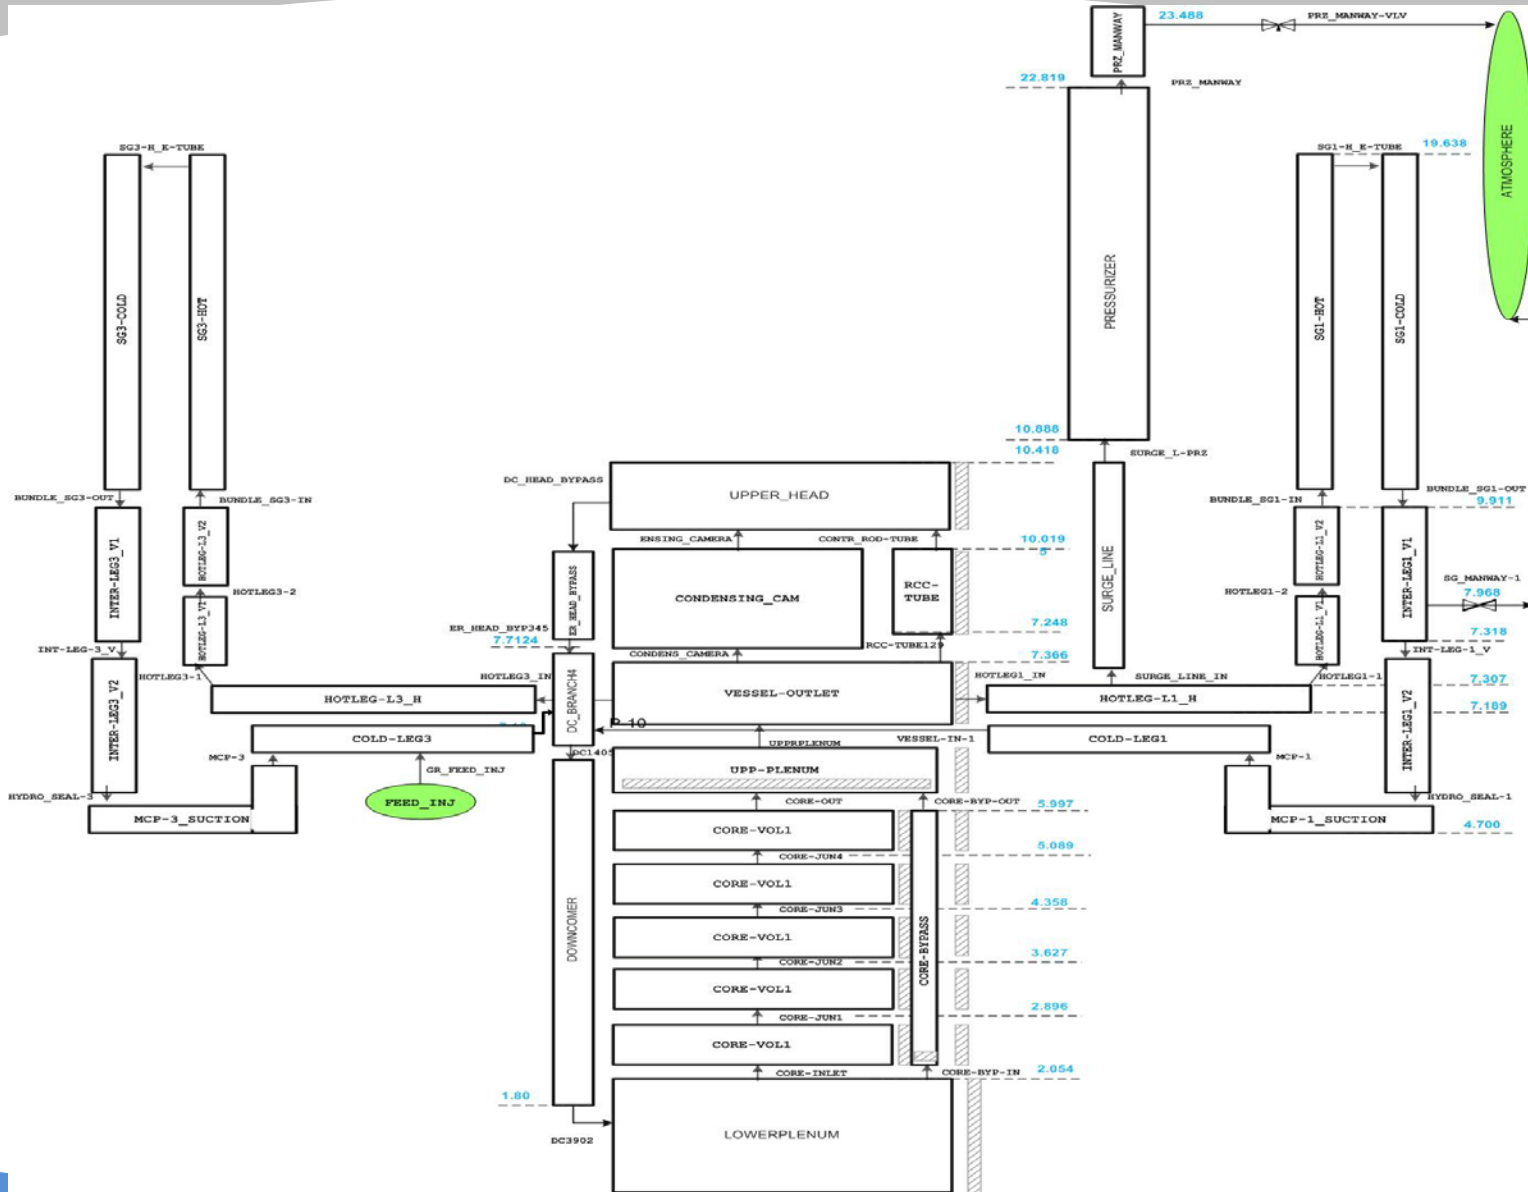 PRZ_MANWAY
23.488
PRZ_MANWAY-VLV
22.819
PRZ_MANWAY
ATMOSPHERE
SG3-H_E-TUBE
SG1-H_E-TUBE
19.638
SG3-COLD
SG3-HOT
PRESSURIZER
SG1-HOT
SG1-COLD
10.888
10.418
SURGE_L-PRZ
DC_HEAD_BYPASS
UPPER_HEAD
BUNDLE_SG3-OUT
BUNDLE_SG3-IN
BUNDLE_SG1-IN
BUNDLE_SG1-OUT
9.911
ENSING_CAMERA
CONTR_ROD-TUBE
10.019
5
INTER-LEG3_V1
HOTLEG-L3_V2
ER_HEAD_BYPASS
CONDENSING_CAM
RCC-
TUBE
SURGE_LINE
HOTLEG-L1_V2
INTER-LEG1_V1
SG_MANWAY-1
7.968
HOTLEG3-2
HOTLEG1-2
ER_HEAD_BYP345
7.7124
7.248
7.318
HOTLEG-L3_V1
HOTLEG-L1_V1
INT-LEG-3_V
CONDENS_CAMERA
RCC-TUBE129
7.366
INT-LEG-1_V
HOTLEG3-1
HOTLEG3_IN
HOTLEG1_IN
SURGE_LINE_IN
HOTLEG1-1
7.307
INTER-LEG3_V2
HOTLEG-L3_H
DC_BRANCH4
VESSEL-OUTLET
HOTLEG-L1_H
INTER-LEG1_V2
7.189
P-10
COLD-LEG3
UPPRPLENUM
VESSEL-IN-1
COLD-LEG1
MCP-3
DC1405
MCP-1
GR_FEED_INJ
UPP-PLENUM
HYDRO_SEAL-3
FEED_INJ
CORE-OUT
CORE-BYP-OUT
5.997
HYDRO_SEAL-1
MCP-3_SUCTION
CORE-VOL1
MCP-1_SUCTION
4.700
5.089
CORE-JUN4
CORE-VOL1
4.358
CORE-JUN3
DOWNCOMER
CORE-VOL1
CORE-BYPASS
3.627
CORE-JUN2
CORE-VOL1
2.896
CORE-JUN1
CORE-VOL1
CORE-INLET
CORE-BYP-IN
2.054
1.80
DC3902
LOWERPLENUM